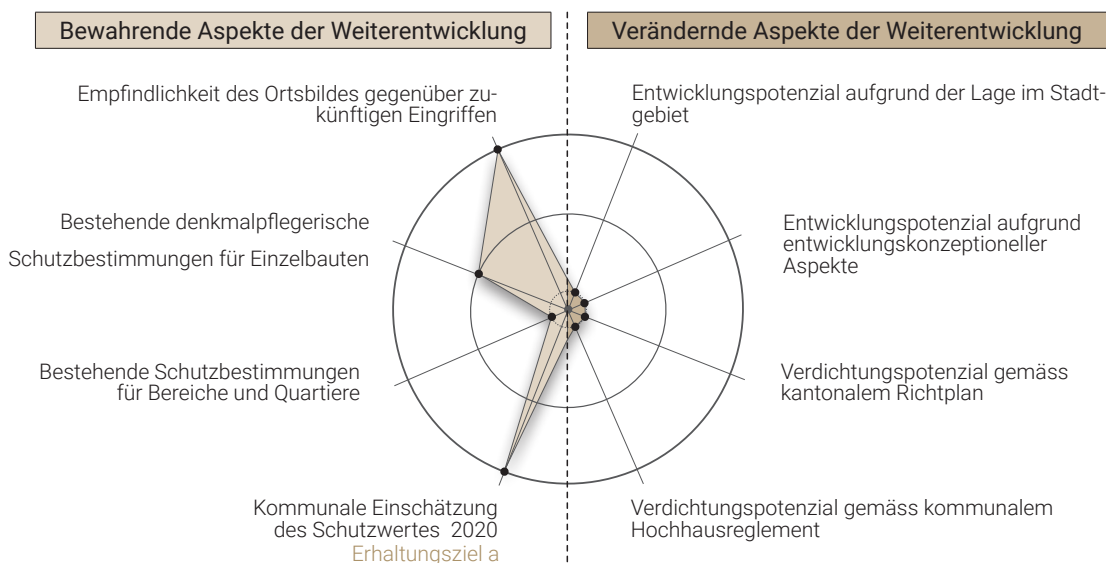 Bewahrende Aspekte der Weiterentwicklung
Verändernde Aspekte der Weiterentwicklung
Empfindlichkeit des Ortsbildes gegenüber zu-
künftigen Eingriffen
Entwicklungspotenzial aufgrund der Lage im Stadt-
gebiet
Bestehende denkmalpflegerische
Schutzbestimmungen für Einzelbauten
Entwicklungspotenzial aufgrund
entwicklungskonzeptioneller
Aspekte
Bestehende Schutzbestimmungen
für Bereiche und Quartiere
Verdichtungspotenzial gemäss
kantonalem Richtplan
Kommunale Einschätzung
des Schutzwertes 2020
Erhaltungsziel a
Verdichtungspotenzial gemäss kommunalem
Hochhausreglement